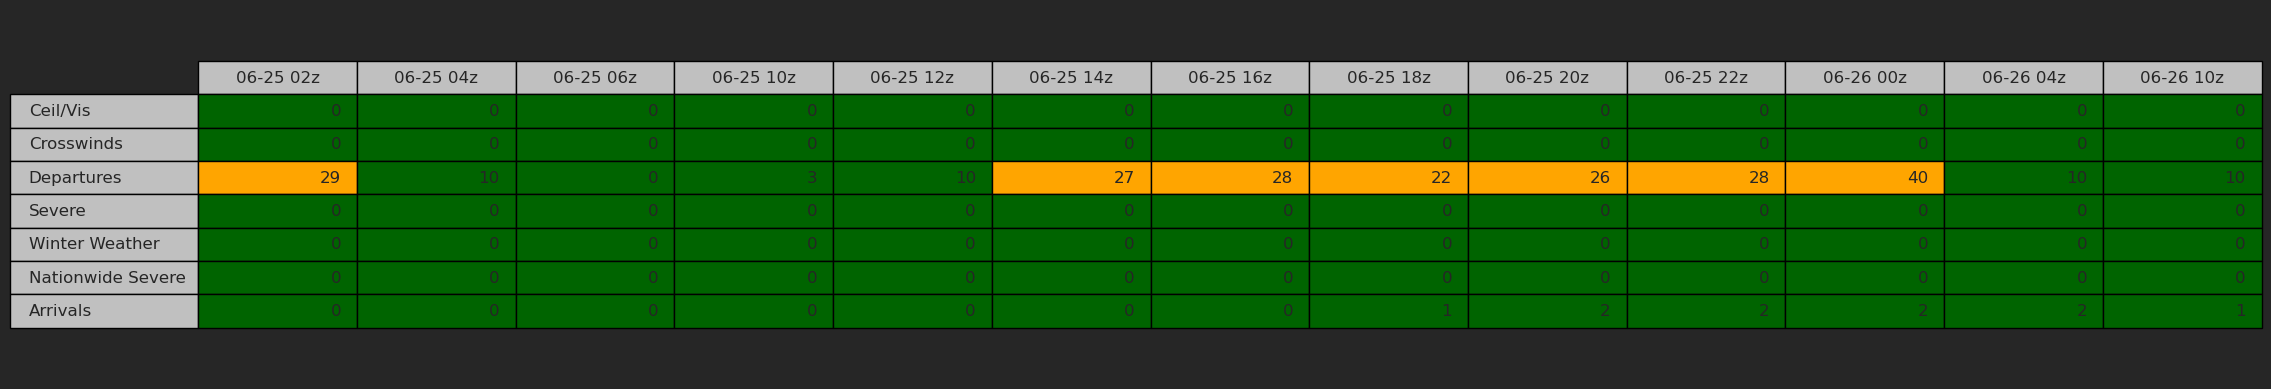 06-25 02z 06-25 04z 06-25 06z 06-25 10z 06-25 12z 06-25 14z 06-25 16z 06-25 18z 06-25 20z 06-25 22z 06-26 00z 06-26 04z 06-26 10z
Ceil/Vis 0 0 0 0 0 0 0 0 0 0 0 0 0
Crosswinds 0 0 0 0 0 0 0 0 0 0 0 0 0
Departures 29 10 0 3 10 27 28 22 26 28 40 10 10
Severe 0 0 0 0 0 0 0 0 0 0 0 0 0
Winter Weather 0 0 0 0 0 0 0 0 0 0 0 0 0
Nationwide Severe 0 0 0 0 0 0 0 0 0 0 0 0 0
Arrivals 0 0 0 0 0 0 0 1 2 2 2 2 1